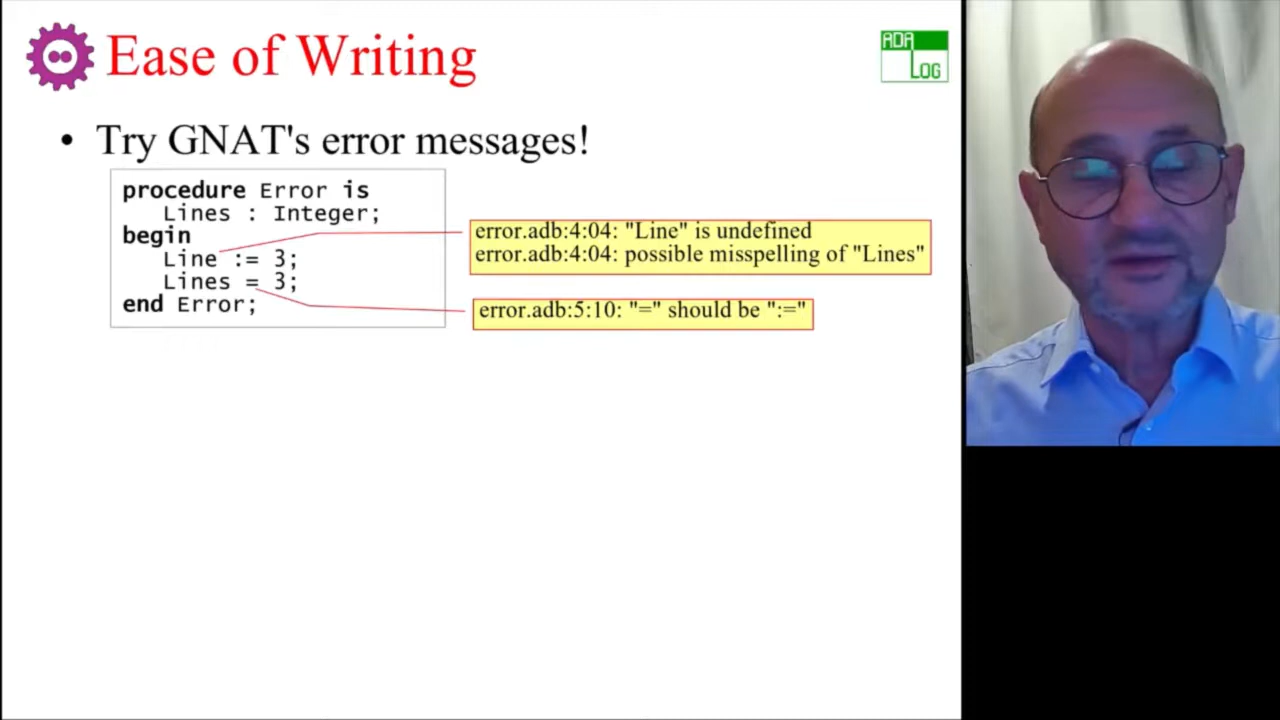 Ease of Writing
ADA
LOG
• Try GNAT's error messages!
procedure Error is
Lines : Integer;
begin
Line := 3;
Lines = 3;
end Error;
error.adb:4:04: "Line" is undefined
error.adb:4:04: possible misspelling of "Lines"
error.adb:5:10: "=" should be ":="